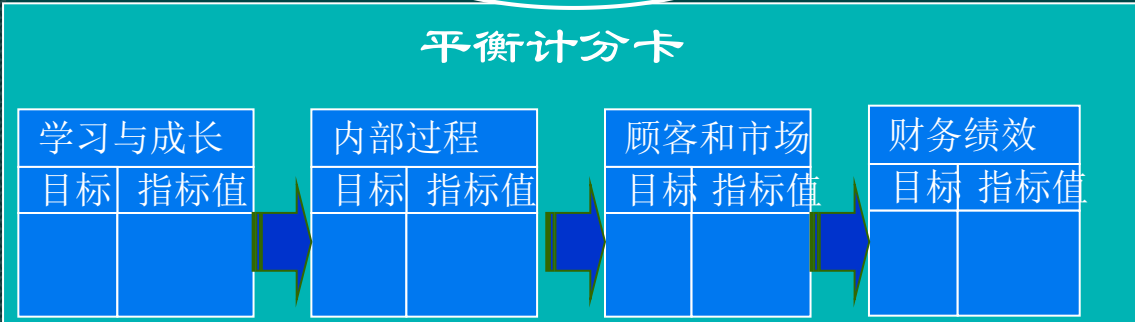 平衡计分卡
学习与成长 内部过程 顾客和市场 财务绩效
目标 指标值 目标 指标值 目标 指标值 目标 指标值